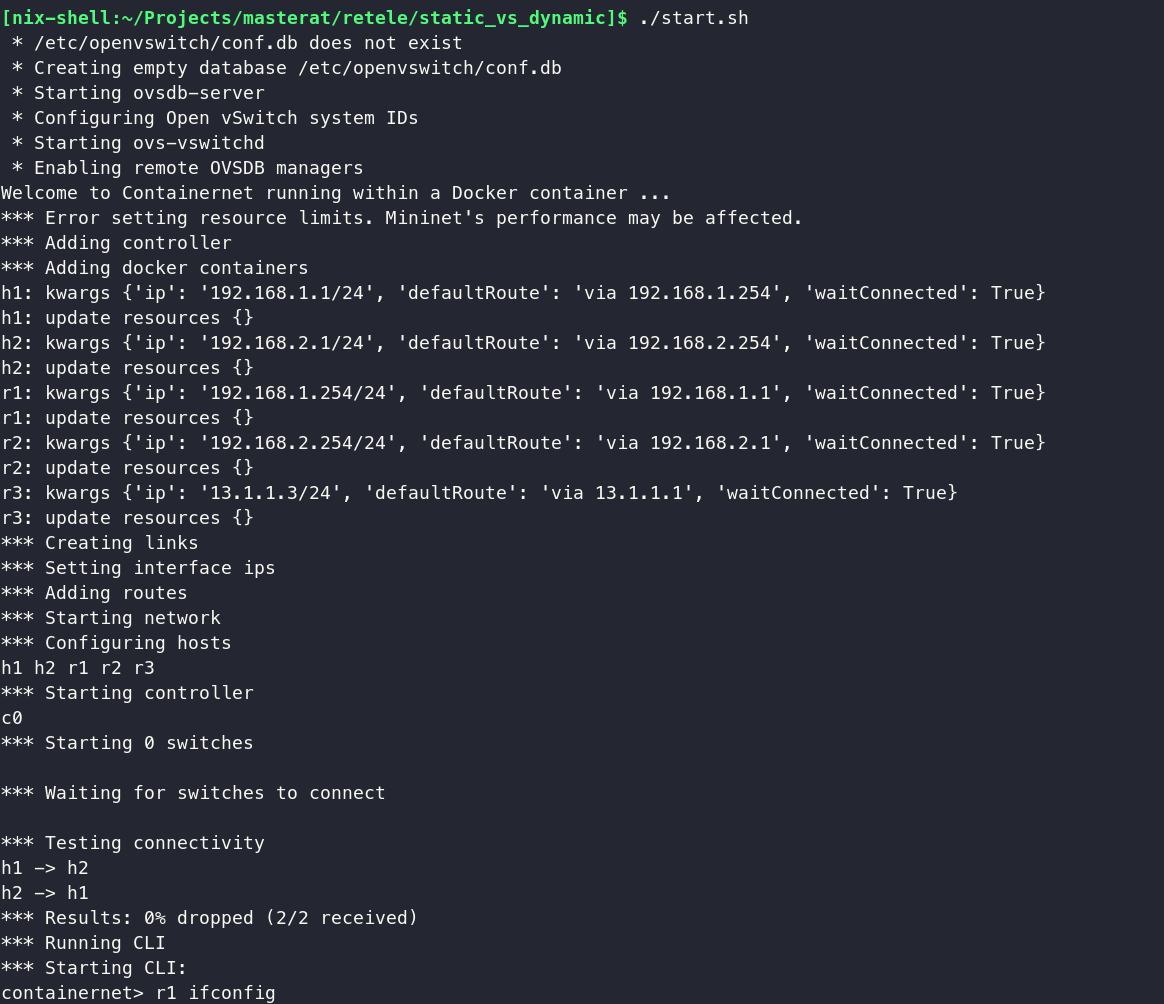 [nix-shell:~/Projects/masterat/retele/static_vs_dynamic]$ ./start.sh
 * /etc/openvswitch/conf.db does not exist
 * Creating empty database /etc/openvswitch/conf.db
 * Starting ovsdb-server
 * Configuring Open vSwitch system IDs
 * Starting ovs-vswitchd
 * Enabling remote OVSDB managers
Welcome to Containernet running within a Docker container ...
*** Error setting resource limits. Mininet's performance may be affected.
*** Adding controller
*** Adding docker containers
h1: kwargs {'ip': '192.168.1.1/24', 'defaultRoute': 'via 192.168.1.254', 'waitConnected': True}
h1: update resources {}
h2: kwargs {'ip': '192.168.2.1/24', 'defaultRoute': 'via 192.168.2.254', 'waitConnected': True}
h2: update resources {}
r1: kwargs {'ip': '192.168.1.254/24', 'defaultRoute': 'via 192.168.1.1', 'waitConnected': True}
r1: update resources {}
r2: kwargs {'ip': '192.168.2.254/24', 'defaultRoute': 'via 192.168.2.1', 'waitConnected': True}
r2: update resources {}
r3: kwargs {'ip': '13.1.1.3/24', 'defaultRoute': 'via 13.1.1.1', 'waitConnected': True}
r3: update resources {}
*** Creating links
*** Setting interface ips
*** Adding routes
*** Starting network
*** Configuring hosts
h1 h2 r1 r2 r3
*** Starting controller
c0
*** Starting 0 switches

*** Waiting for switches to connect

*** Testing connectivity
h1 -> h2
h2 -> h1
*** Results: 0% dropped (2/2 received)
*** Running CLI
*** Starting CLI:
containernet> r1 ifconfig